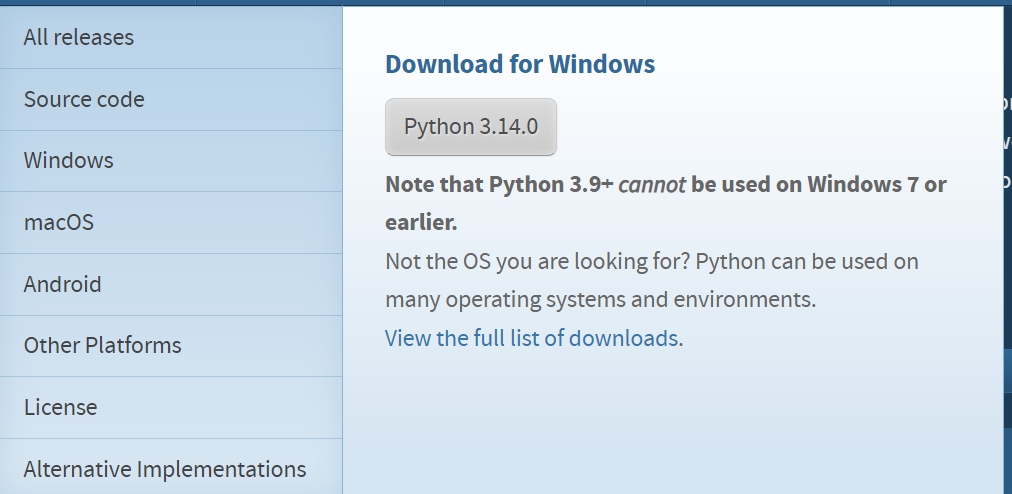 All releases
Source code
Windows
macOS
Android
Other Platforms
License
Alternative Implementations
Download for Windows
Python 3.14.0
Note that Python 3.9+ cannot be used on Windows 7 or
earlier.
Not the OS you are looking for? Python can be used on
many operating systems and environments.
View the full list of downloads.